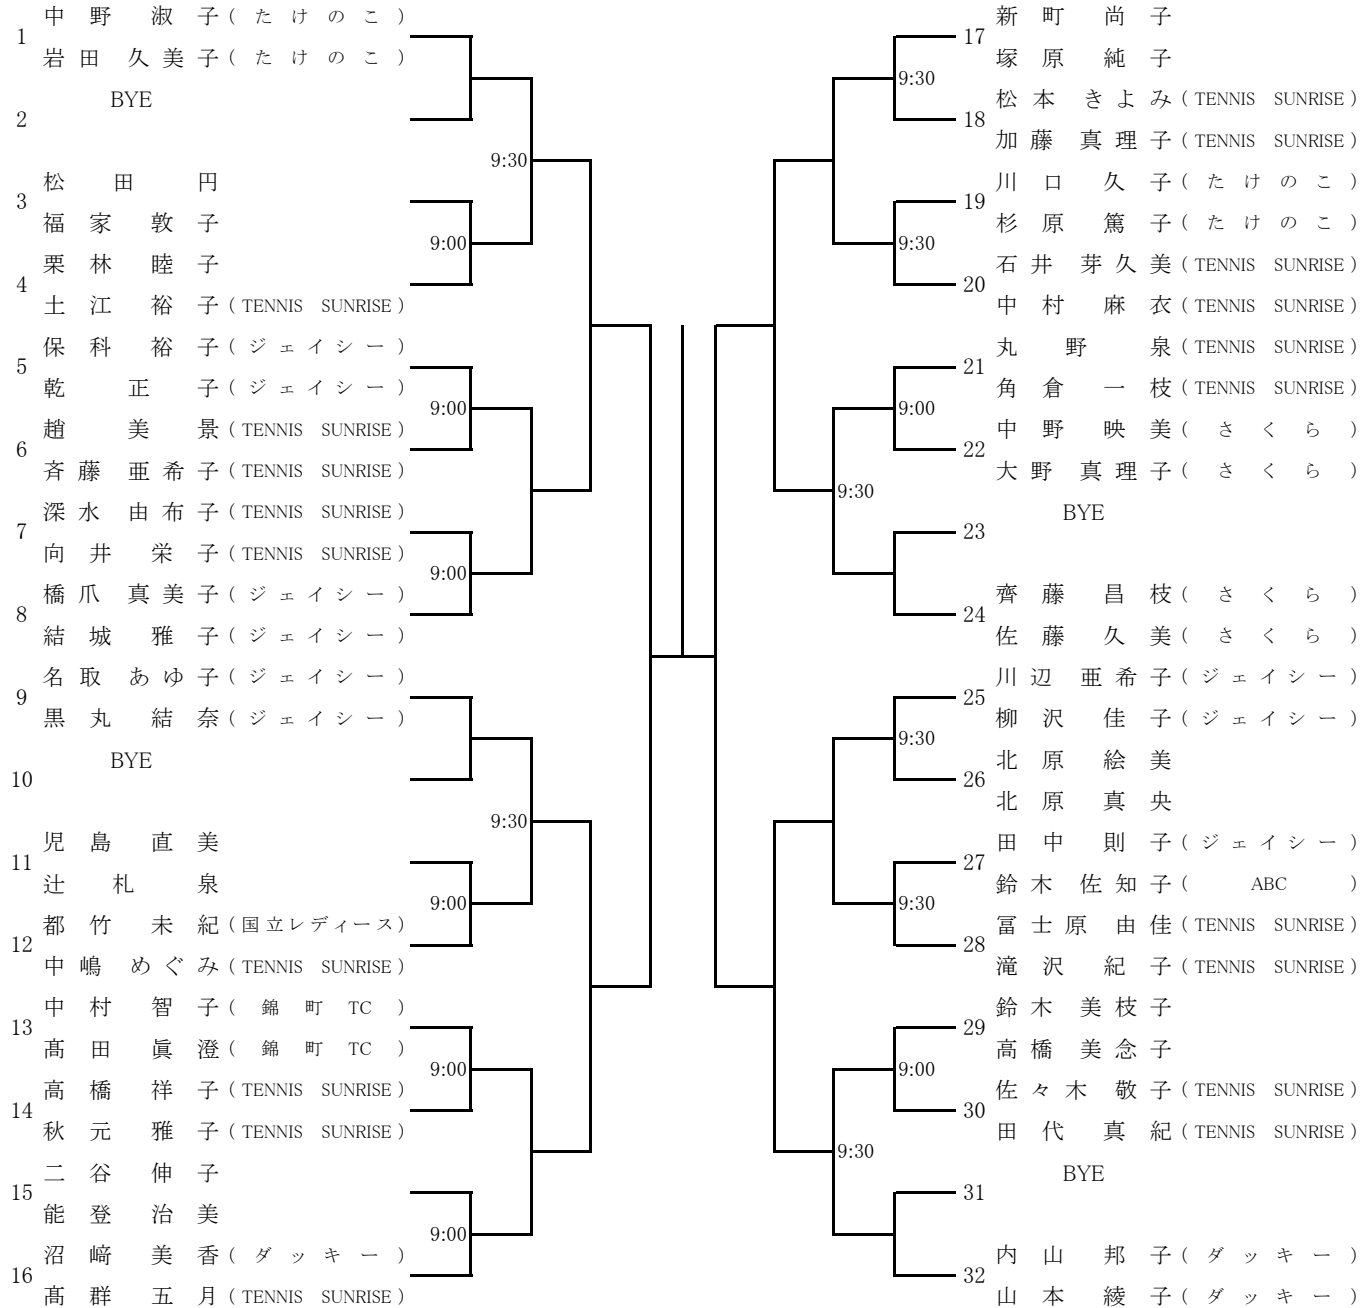 中野 淑子(たけのこ)
1
岩田 久美子(たけのこ)
BYE
2
9:30
松田 円
3
福家 敦子
9:00
栗林 睦子
4
土江 裕子(TENNIS SUNRISE)
保科 裕子(ジェイシー)
5
乾 正子(ジェイシー)
9:00
趙 美景(TENNIS SUNRISE)
6
斉藤 亜希子(TENNIS SUNRISE)
深水 由布子(TENNIS SUNRISE)
7
向井 栄子(TENNIS SUNRISE)
9:00
橋爪 真美子(ジェイシー)
8
結城 雅子(ジェイシー)
名取 あゆ子(ジェイシー)
9
黒丸 結奈(ジェイシー)
BYE
10
9:30
児島 直美
11
辻 札泉
9:00
都竹 未紀(国立レディース)
12
中嶋 めぐみ(TENNIS SUNRISE)
中村 智子(錦町TC)
13
髙田 眞澄(錦町TC)
9:00
高橋 祥子(TENNIS SUNRISE)
14
秋元 雅子(TENNIS SUNRISE)
二谷 伸子
15
能登 治美
9:00
沼﨑 美香(ダッキー)
16
髙群 五月(TENNIS SUNRISE)
新町 尚子
17
塚原 純子
9:30
松本 きよみ(TENNIS SUNRISE)
18
加藤 真理子(TENNIS SUNRISE)
川口 久子(たけのこ)
19
杉原 篤子(たけのこ)
9:30
石井 芽久美(TENNIS SUNRISE)
20
中村 麻衣(TENNIS SUNRISE)
丸野 泉(TENNIS SUNRISE)
21
角倉 一枝(TENNIS SUNRISE)
9:00
中野 映美(さくら)
22
大野 真理子(さくら)
9:30
BYE
23
齊藤 昌枝(さくら)
24
佐藤 久美(さくら)
川辺 亜希子(ジェイシー)
25
柳沢 佳子(ジェイシー)
9:30
北原 絵美
26
北原 真央
田中 則子(ジェイシー)
27
鈴木 佐知子(ABC)
9:30
冨士原 由佳(TENNIS SUNRISE)
28
滝沢 紀子(TENNIS SUNRISE)
鈴木 美枝子
29
高橋 美念子
9:00
佐々木 敬子(TENNIS SUNRISE)
30
田代 真紀(TENNIS SUNRISE)
9:30
BYE
31
内山 邦子(ダッキー)
32
山本 綾子(ダッキー)